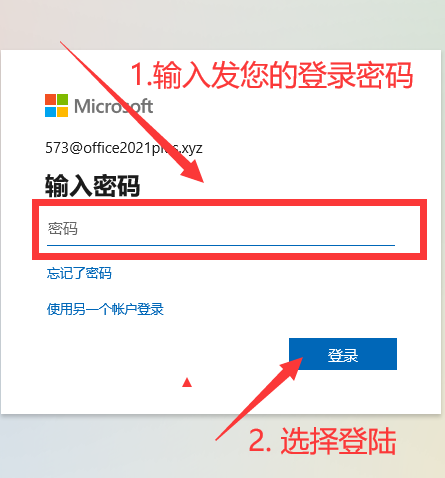 1.输入发您的登录密码
Microsoft
573@office2021plus.xyz
输入密码
密码
忘记了密码
使用另一个帐户登录
登录
2. 选择登陆